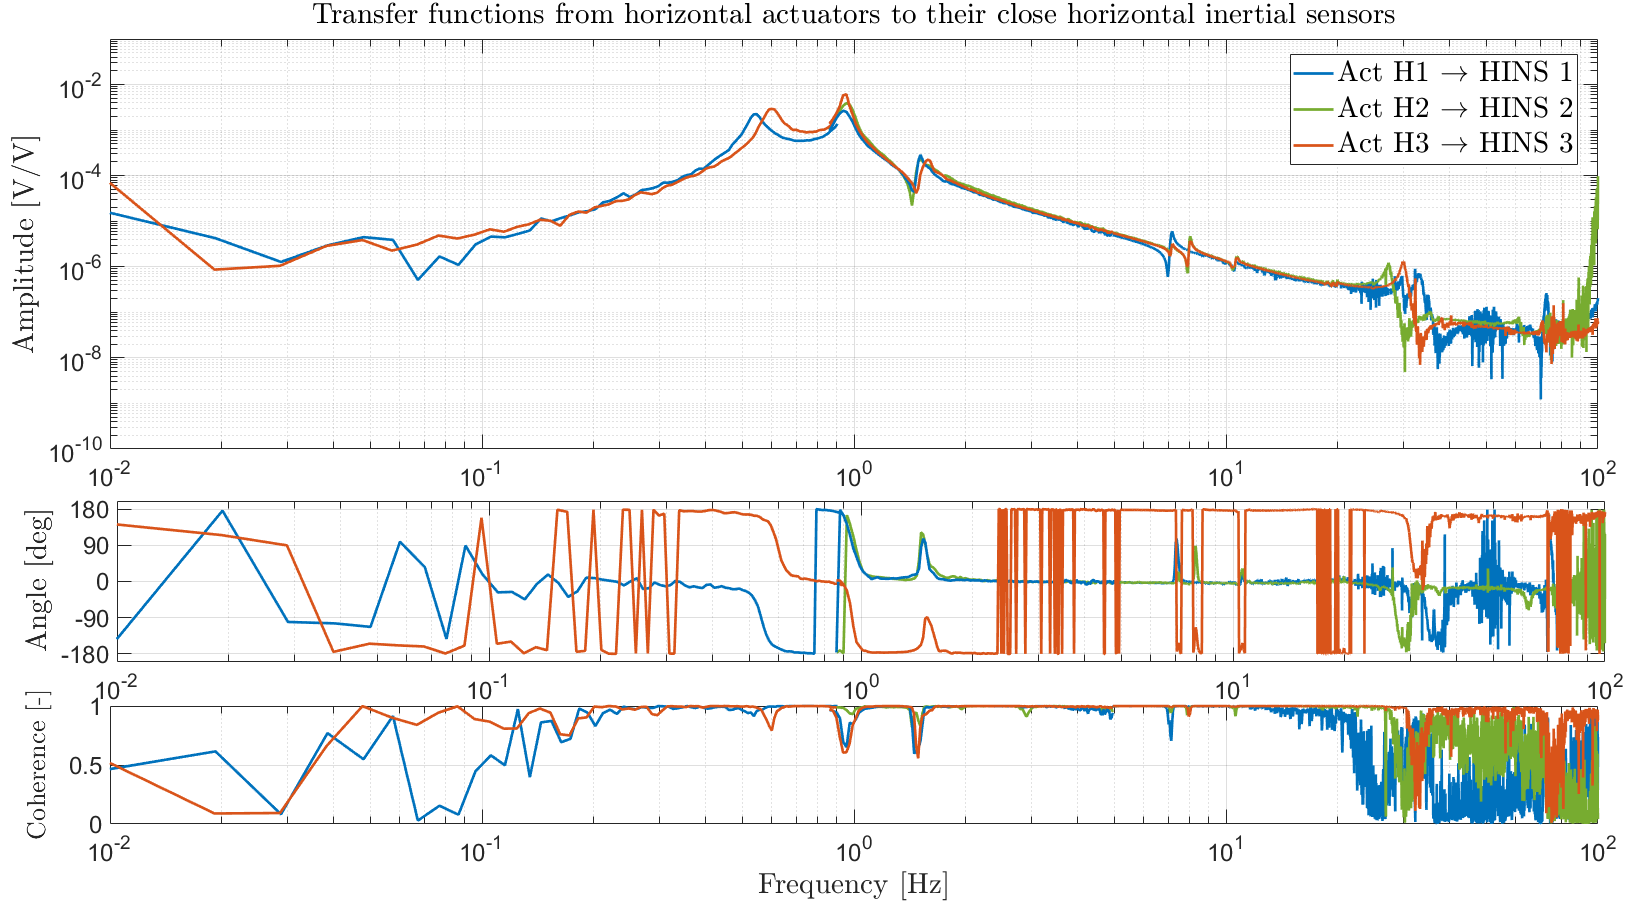 Transfer functions from horizontal actuators to their close horizontal inertial sensors
Amplitude [V/V]
10^-2
10^-4
10^-6
10^-8
10^-10
Act H1 → HINS 1
Act H2 → HINS 2
Act H3 → HINS 3
10^-2 10^-1 10^0 10^1 10^2
Angle [deg]
180
90
0
-90
-180
10^-2 10^-1 10^0 10^1 10^2
Coherence [-]
1
0.5
0
10^-2 10^-1 10^0 10^1 10^2
Frequency [Hz]